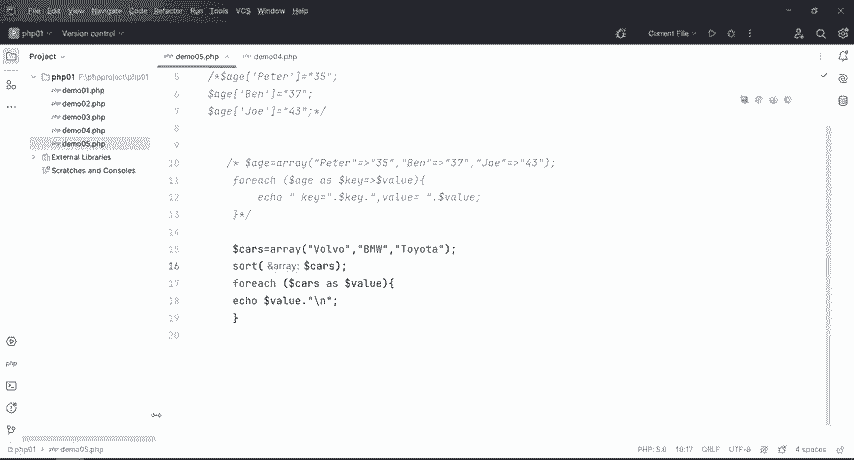 File Edit View Navigate Code Refactor Run Tools VCS Window Help
php01 Version control Current File
Project demo05.php demo04.php
php01 F:\phpproject\php01
demo01.php
demo02.php
demo03.php
demo04.php
demo05.php
External Libraries
Scratches and Consoles
5 /*$age['Peter']="35";
6 $age['Ben']="37";
7 $age['Joe']="43";*/
8
9
10 /* $age=array("Peter"=>"35","Ben"=>"37","Joe"=>"43");
11 foreach ($age as $key=>$value){
12 echo " key=".$key.",value= ".$value;
13 }*/
14
15 $cars=array("Volvo","BMW","Toyota");
16 sort( &array: $cars);
17 foreach ($cars as $value){
18 echo $value."\n";
19 }
20
php
php01 > demo05.php PHP: 5.6 16:17 CRLF UTF-8 4 spaces